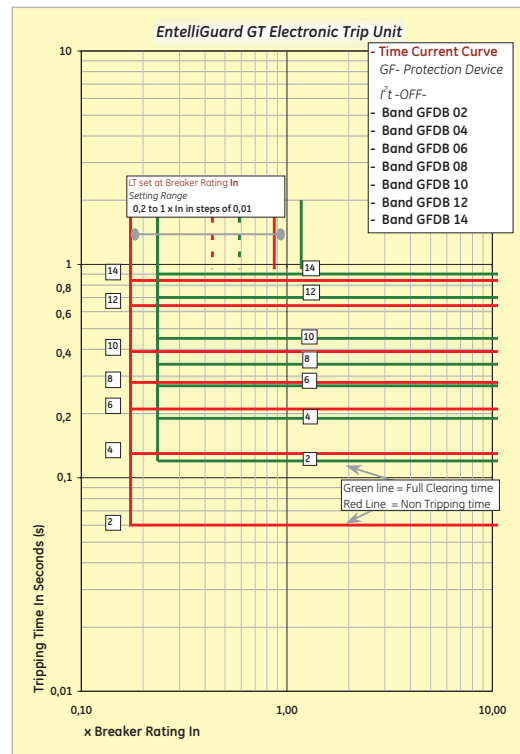 EntelliGuard GT Electronic Trip Unit
- Time Current Curve
GF- Protection Device
I²t -OFF-
- Band GFDB 02
- Band GFDB 04
- Band GFDB 06
- Band GFDB 08
- Band GFDB 10
- Band GFDB 12
- Band GFDB 14
10
LT set at Breaker Rating In
Setting Range
0,2 to 1 x In in steps of 0,01
1
14
14
0,8
12
12
0,6
10
10
0,4
8
8
6
6
0,2
4
4
2
0,1
Green line = Full Clearing time
Red Line = Non Tripping time
2
Tripping Time In Seconds (s)
0,01
0,10
1,00
10,00
x Breaker Rating In